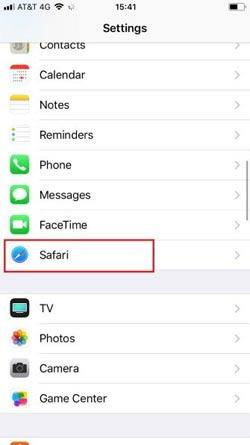 AT&T 4G 15:41
Settings
Contacts
Calendar
Notes
Reminders
Phone
Messages
FaceTime
Safari
TV
Photos
Camera
Game Center